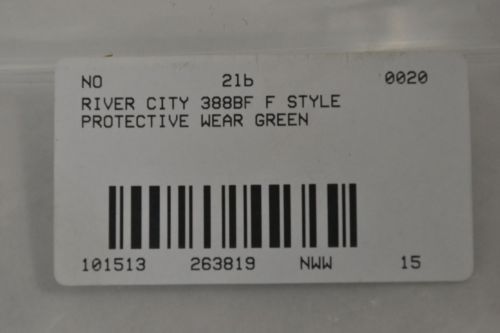 NO 21b 0020
RIVER CITY 388BF F STYLE
PROTECTIVE WEAR GREEN
101513 263819 NWW 15